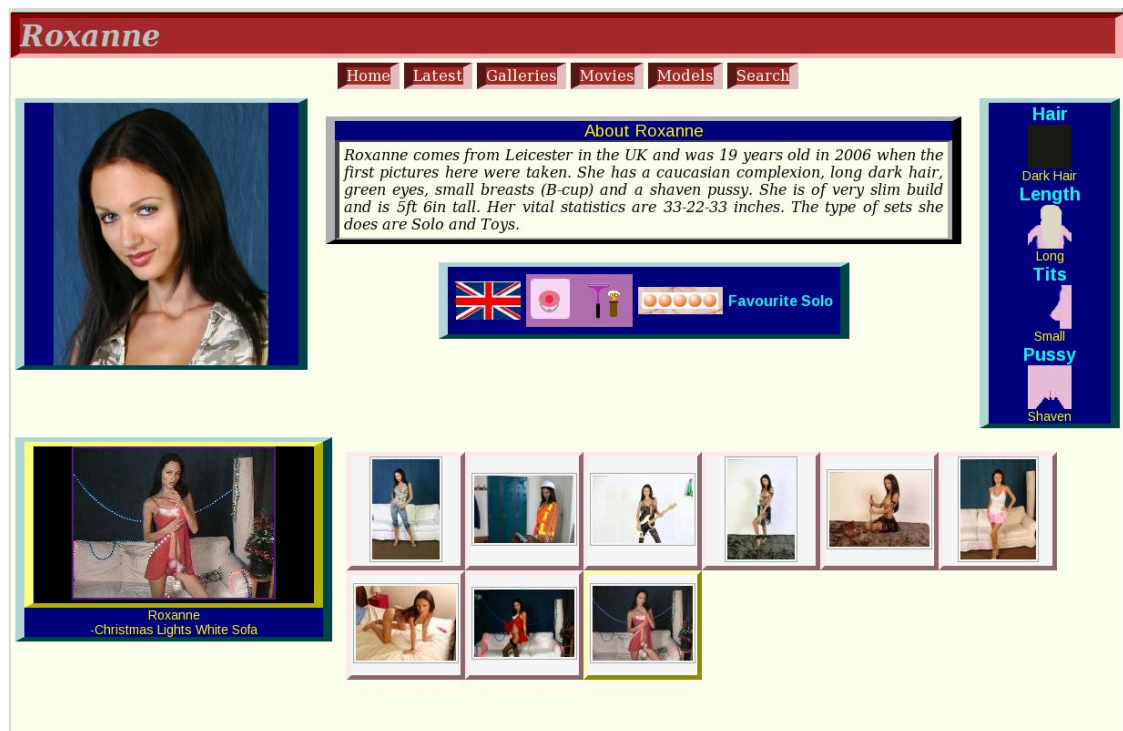 Roxanne
Home Latest Galleries Movies Models Search
About Roxanne
Roxanne comes from Leicester in the UK and was 19 years old in 2006 when the
first pictures here were taken. She has a caucasian complexion, long dark hair,
green eyes, small breasts (B-cup) and a shaven pussy. She is of very slim build
and is 5ft 6in tall. Her vital statistics are 33-22-33 inches. The type of sets she
does are Solo and Toys.
Favourite Solo
Hair
Dark Hair
Length
Long
Tits
Small
Pussy
Shaven
Roxanne
-Christmas Lights White Sofa